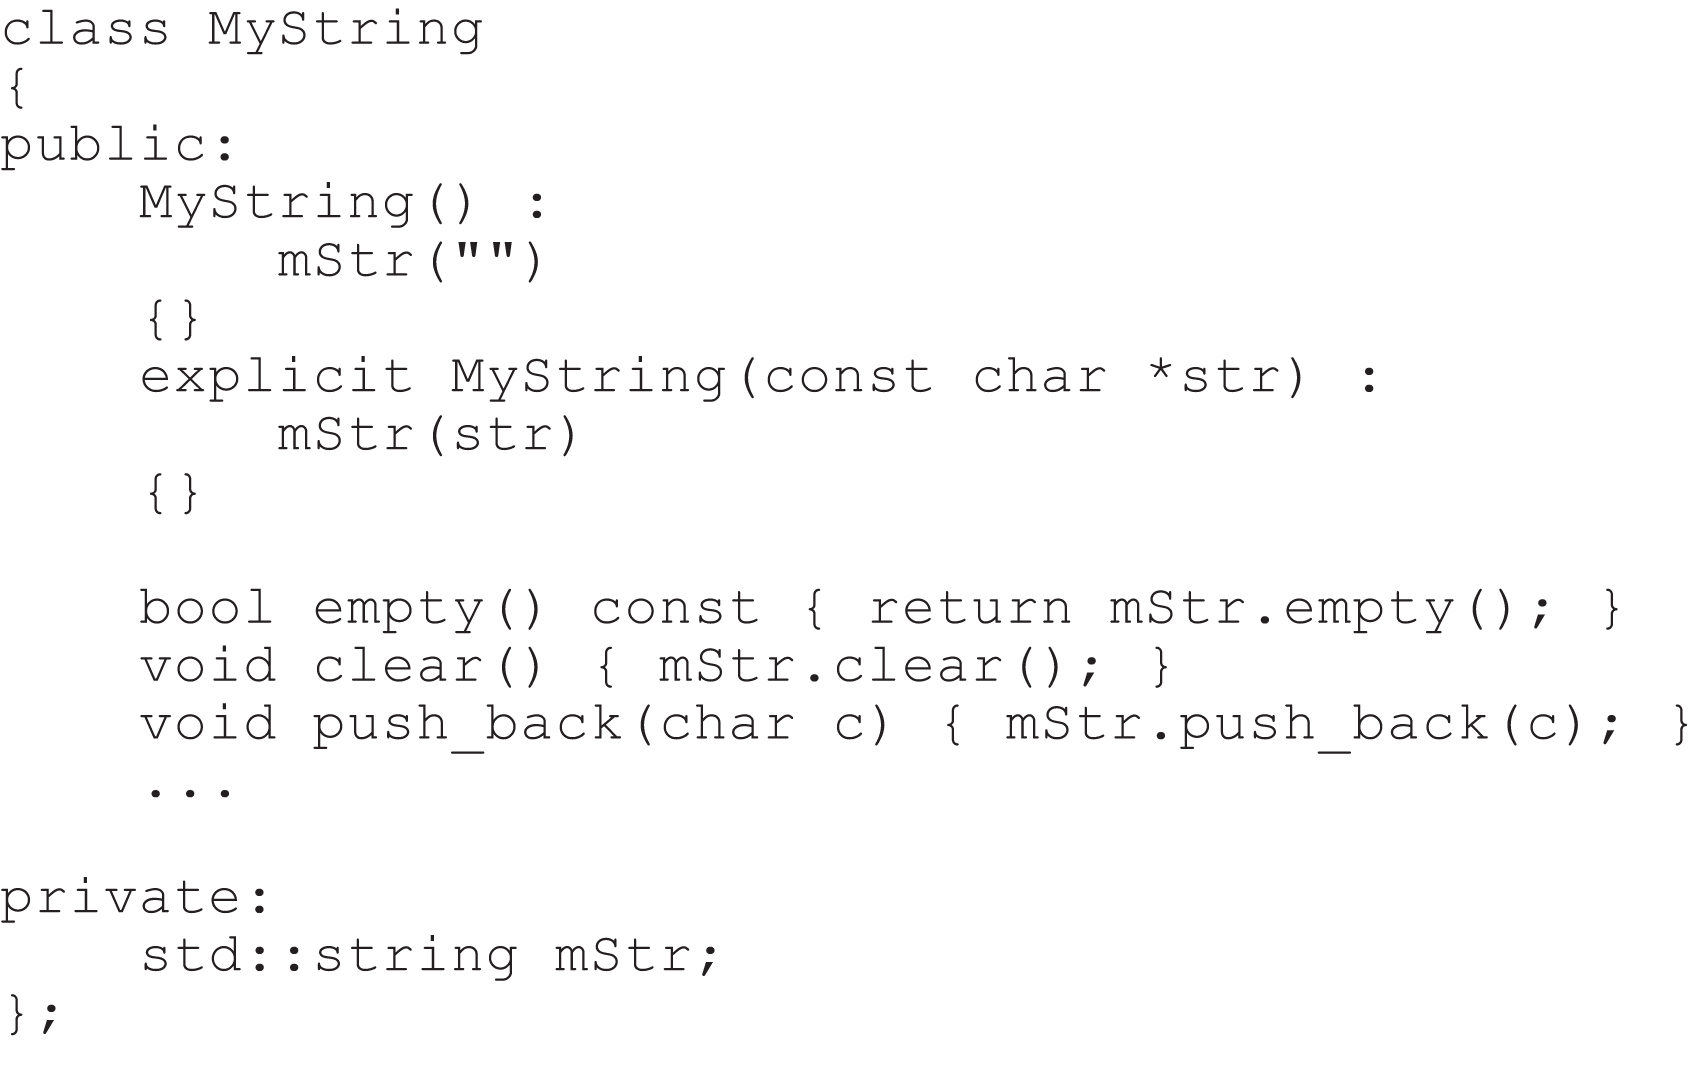 class MyString
{
public:
    MyString() :
        mStr("")
    {}
    explicit MyString(const char *str) :
        mStr(str)
    {}

    bool empty() const { return mStr.empty(); }
    void clear() { mStr.clear(); }
    void push_back(char c) { mStr.push_back(c); }
    ...

private:
    std::string mStr;
};